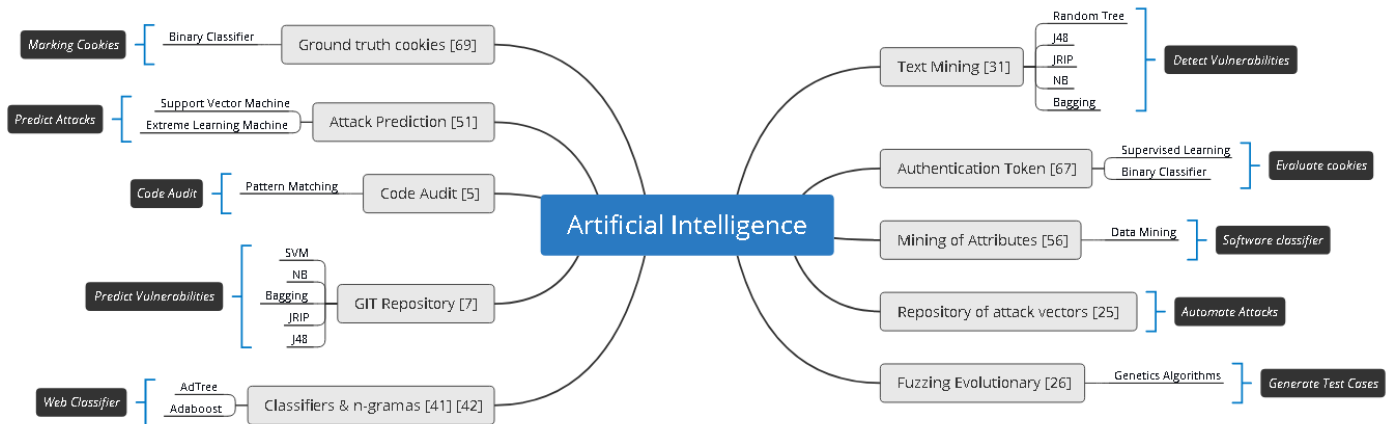 Marking Cookies
Binary Classifier
Ground truth cookies [69]
Predict Attacks
Support Vector Machine
Extreme Learning Machine
Attack Prediction [51]
Code Audit
Pattern Matching
Code Audit [5]
Predict Vulnerabilities
SVM
NB
Bagging
JRIP
J48
GIT Repository [7]
Web Classifier
AdTree
Adaboost
Classifiers & n-gramas [41] [42]
Artificial Intelligence
Text Mining [31]
Random Tree
J48
JRIP
NB
Bagging
Detect Vulnerabilities
Authentication Token [67]
Supervised Learning
Binary Classifier
Evaluate cookies
Mining of Attributes [56]
Data Mining
Software classifier
Repository of attack vectors [25]
Automate Attacks
Fuzzing Evolutionary [26]
Genetics Algorithms
Generate Test Cases